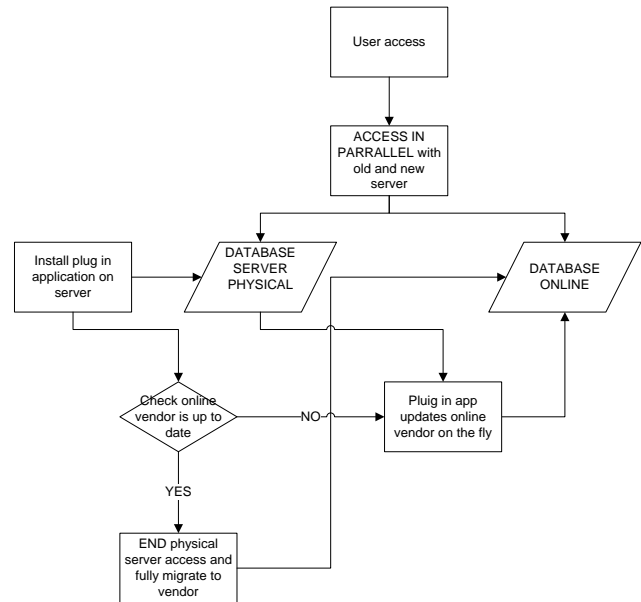 User access
ACCESS IN
PARRALLEL with
old and new
server
Install plug in
application on
server
DATABASE
SERVER
PHYSICAL
DATABASE
ONLINE
Check online
vendor is up to
date
NO
Pluig in app
updates online
vendor on the fly
YES
END physical
server access and
fully migrate to
vendor